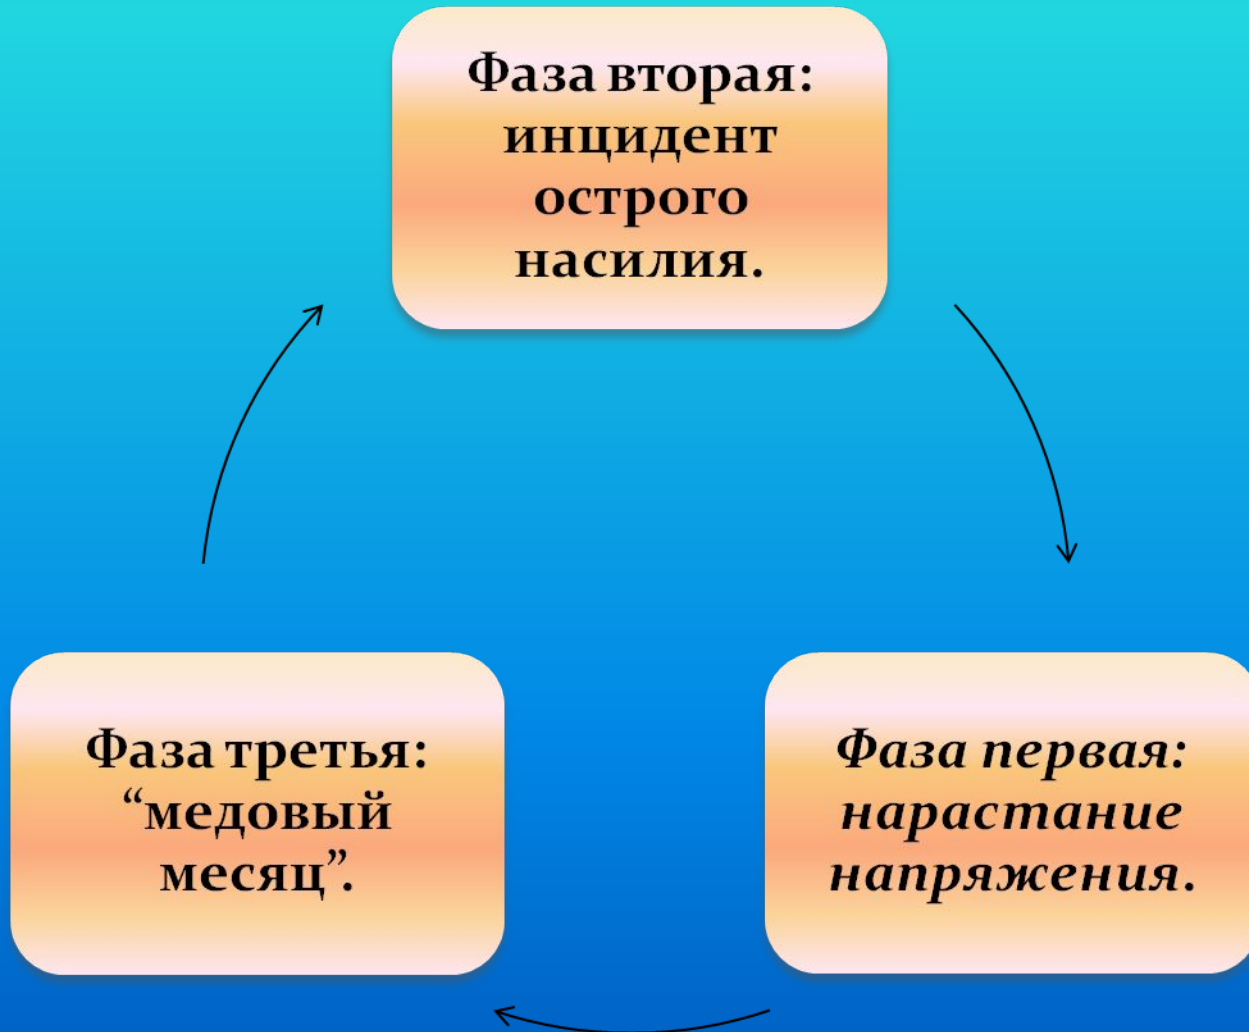 Фаза вторая:
инцидент
острого
насилия.
Фаза третья:
“медовый
месяц”.
Фаза первая:
нарастание
напряжения.